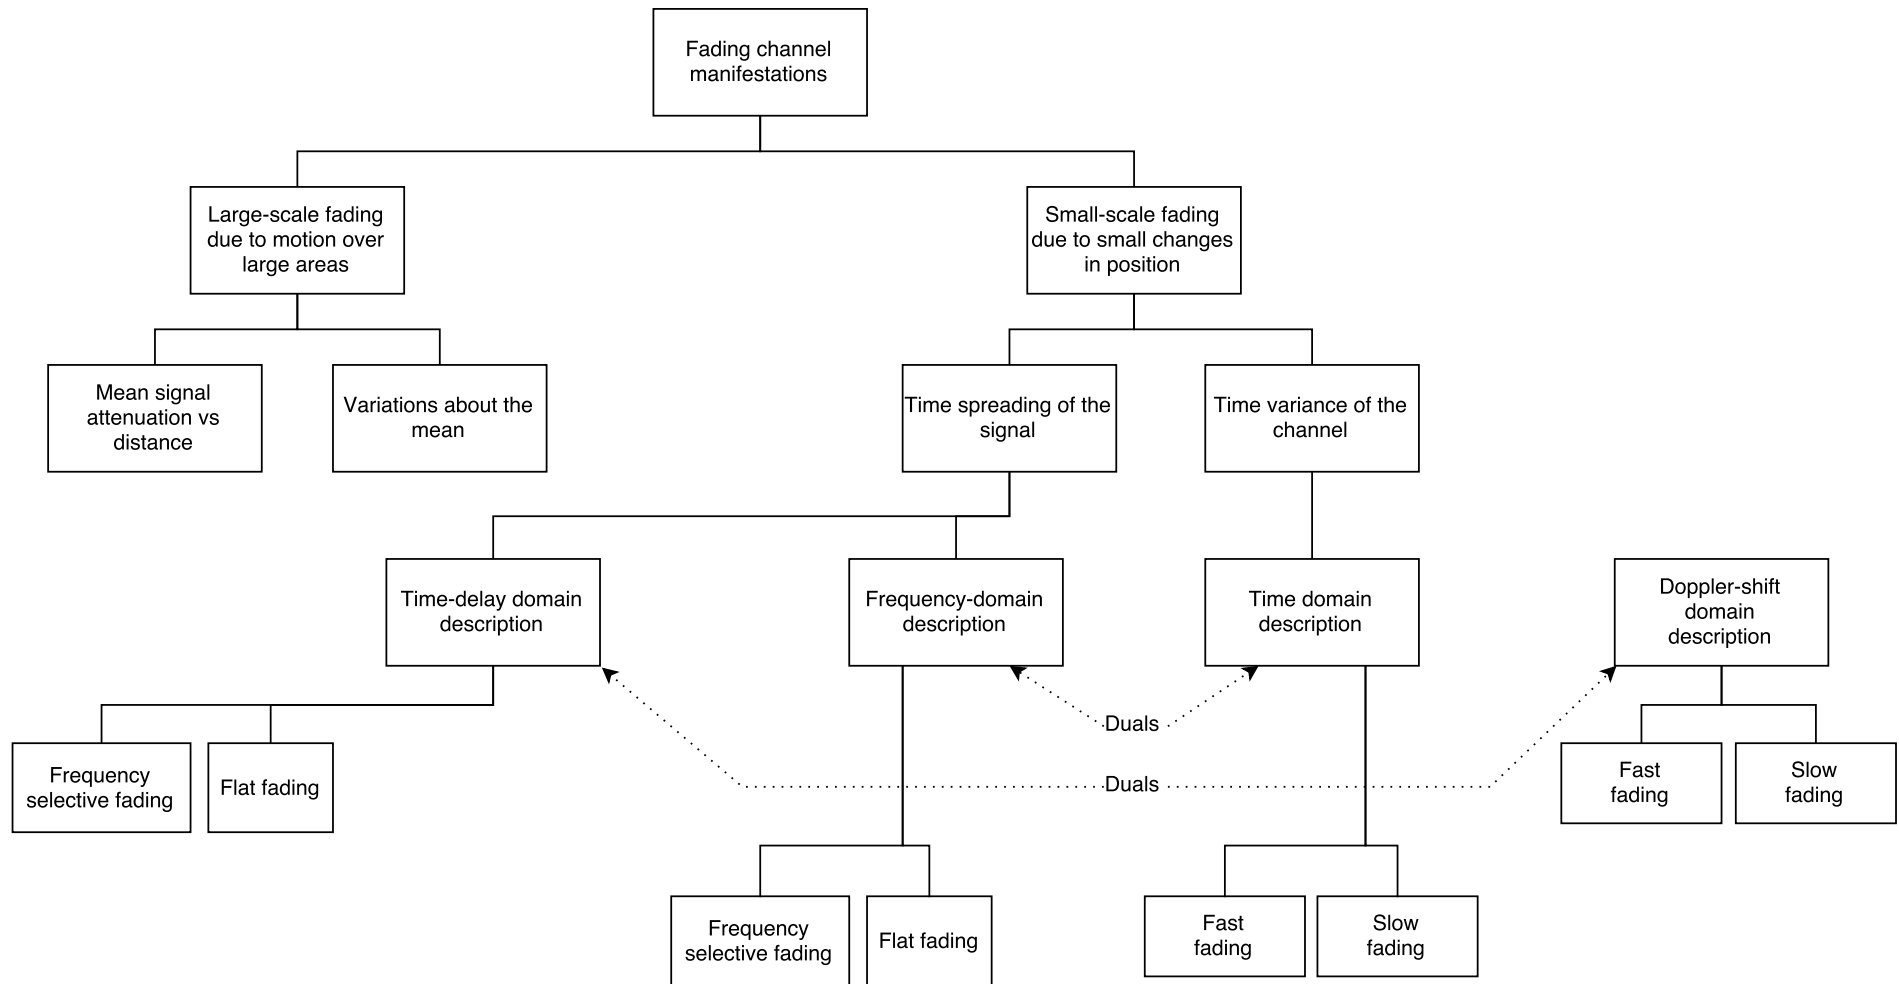 Fading channel
manifestations
Large-scale fading
due to motion over
large areas
Small-scale fading
due to small changes
in position
Mean signal
attenuation vs
distance
Variations about the
mean
Time spreading of the
signal
Time variance of the
channel
Time-delay domain
description
Frequency-domain
description
Time domain
description
Doppler-shift
domain
description
Duals
Duals
Frequency
selective fading
Flat fading
Fast
fading
Slow
fading
Frequency
selective fading
Flat fading
Fast
fading
Slow
fading